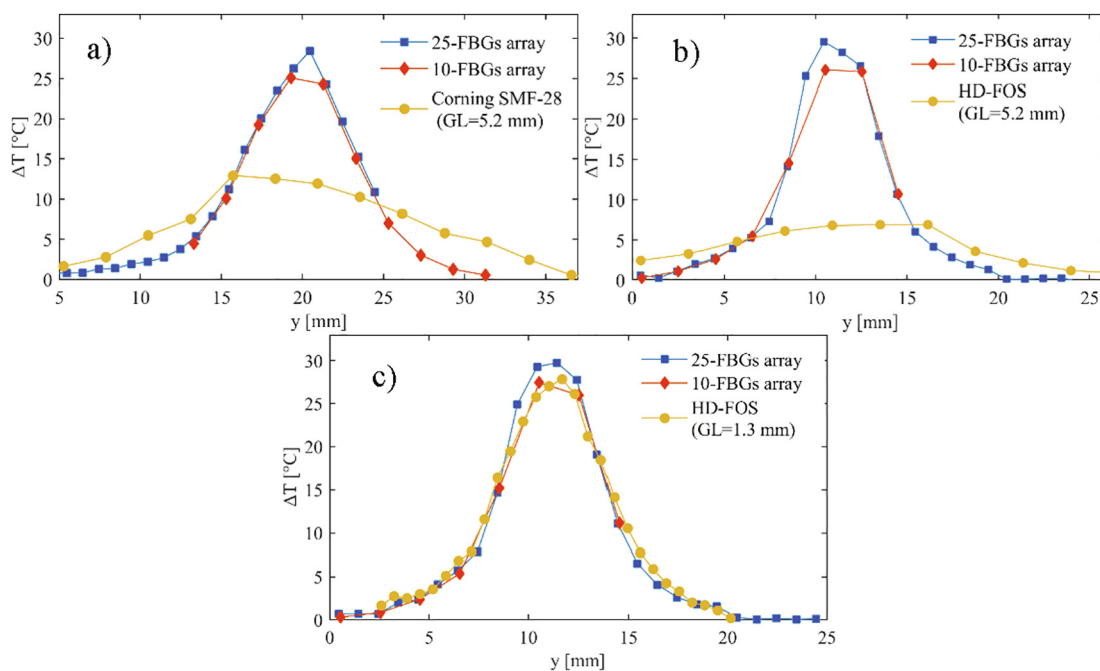 a)
25-FBGs array
10-FBGs array
Corning SMF-28
(GL=5.2 mm)
ΔT [°C]
30
25
20
15
10
5
0
5 10 15 20 25 30 35
y [mm]
b)
25-FBGs array
10-FBGs array
HD-FOS
(GL=5.2 mm)
ΔT [°C]
30
25
20
15
10
5
0
0 5 10 15 20 25
y [mm]
c)
25-FBGs array
10-FBGs array
HD-FOS
(GL=1.3 mm)
ΔT [°C]
30
25
20
15
10
5
0
0 5 10 15 20 25
y [mm]